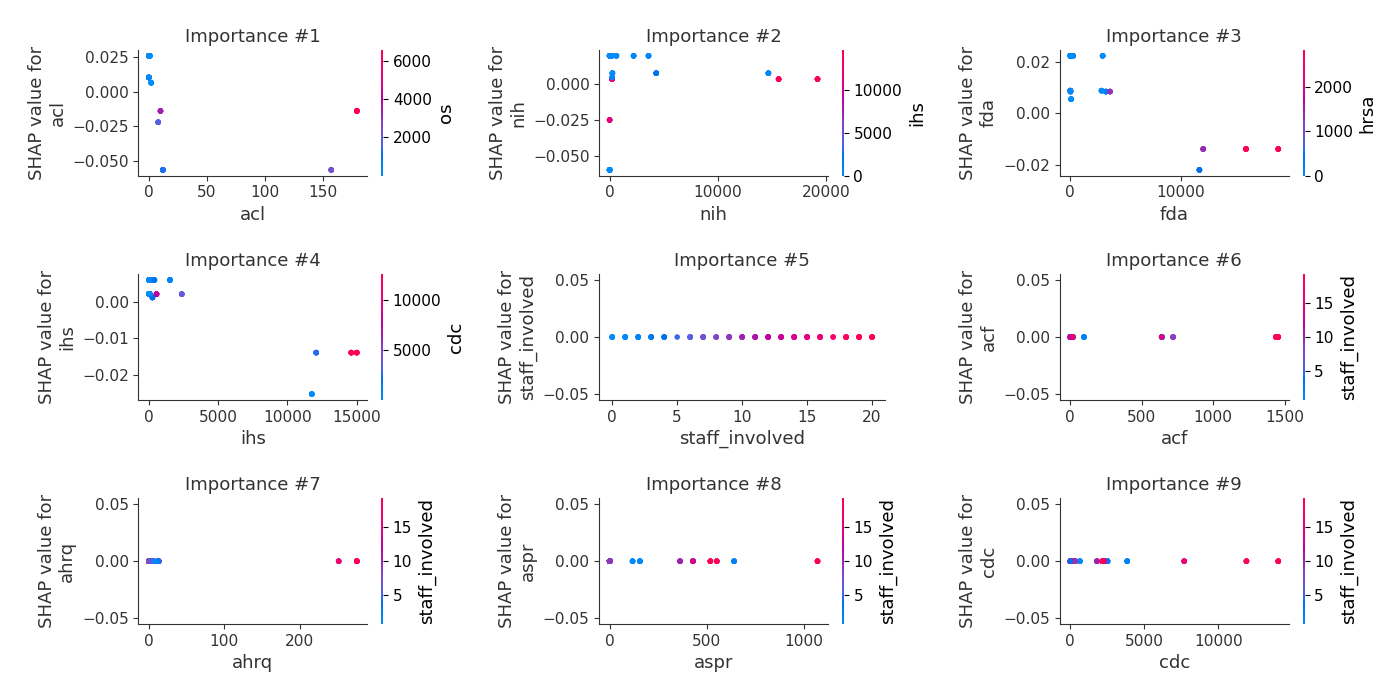 Importance #1
SHAP value for
acl
0.025
0.000
−0.025
−0.050
0
50
100
150
acl
6000
4000
2000
os
Importance #2
SHAP value for
nih
0.000
−0.025
−0.050
0
10000
20000
nih
10000
5000
0
ihs
Importance #3
SHAP value for
fda
0.02
0.00
−0.02
0
10000
fda
2000
1000
0
hrsa
Importance #4
SHAP value for
ihs
0.00
−0.01
−0.02
0
5000
10000
15000
ihs
10000
5000
cdc
Importance #5
SHAP value for
staff_involved
0.05
0.00
−0.05
0
5
10
15
20
staff_involved
Importance #6
SHAP value for
acf
0.05
0.00
−0.05
0
500
1000
1500
acf
15
10
5
staff_involved
Importance #7
SHAP value for
ahrq
0.05
0.00
−0.05
0
100
200
ahrq
15
10
5
staff_involved
Importance #8
SHAP value for
aspr
0.05
0.00
−0.05
0
500
1000
aspr
15
10
5
staff_involved
Importance #9
SHAP value for
cdc
0.05
0.00
−0.05
0
5000
10000
cdc
15
10
5
staff_involved